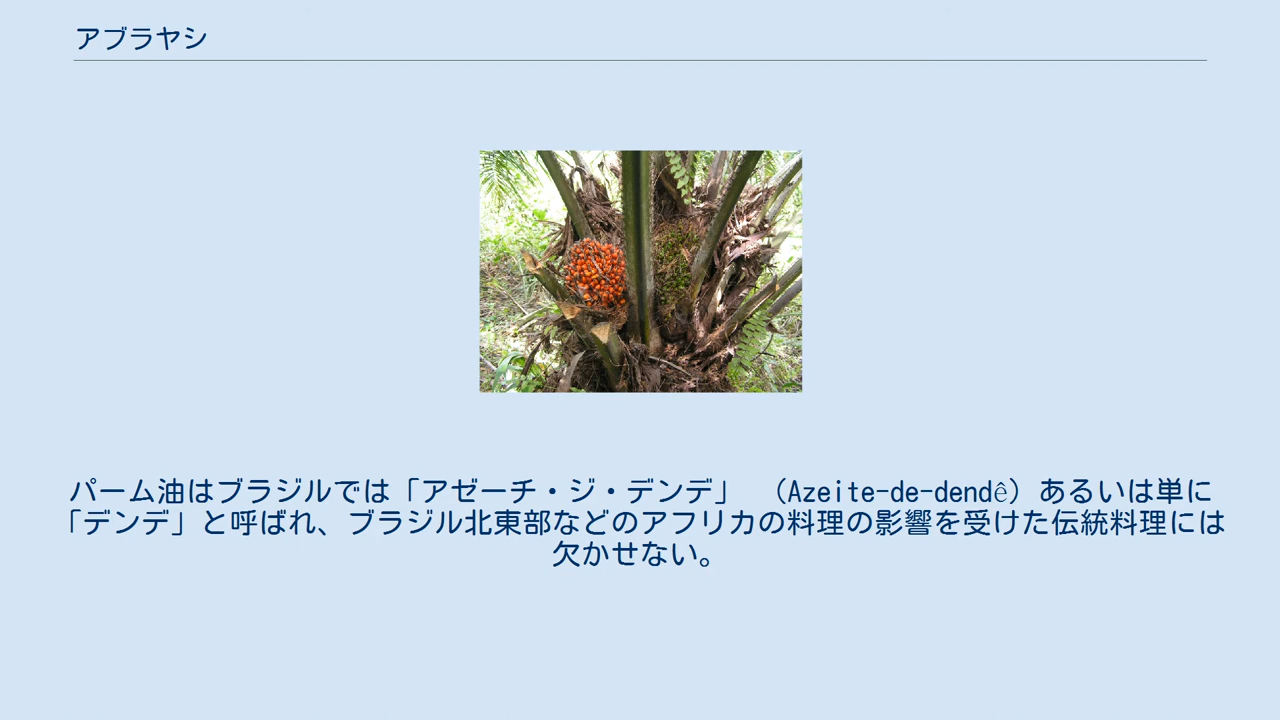 アブラヤシ
パーム油はブラジルでは「アゼーチ・ジ・デンデ」 （Azeite-de-dendê）あるいは単に
「デンデ」と呼ばれ、ブラジル北東部などのアフリカの料理の影響を受けた伝統料理には
欠かせない。